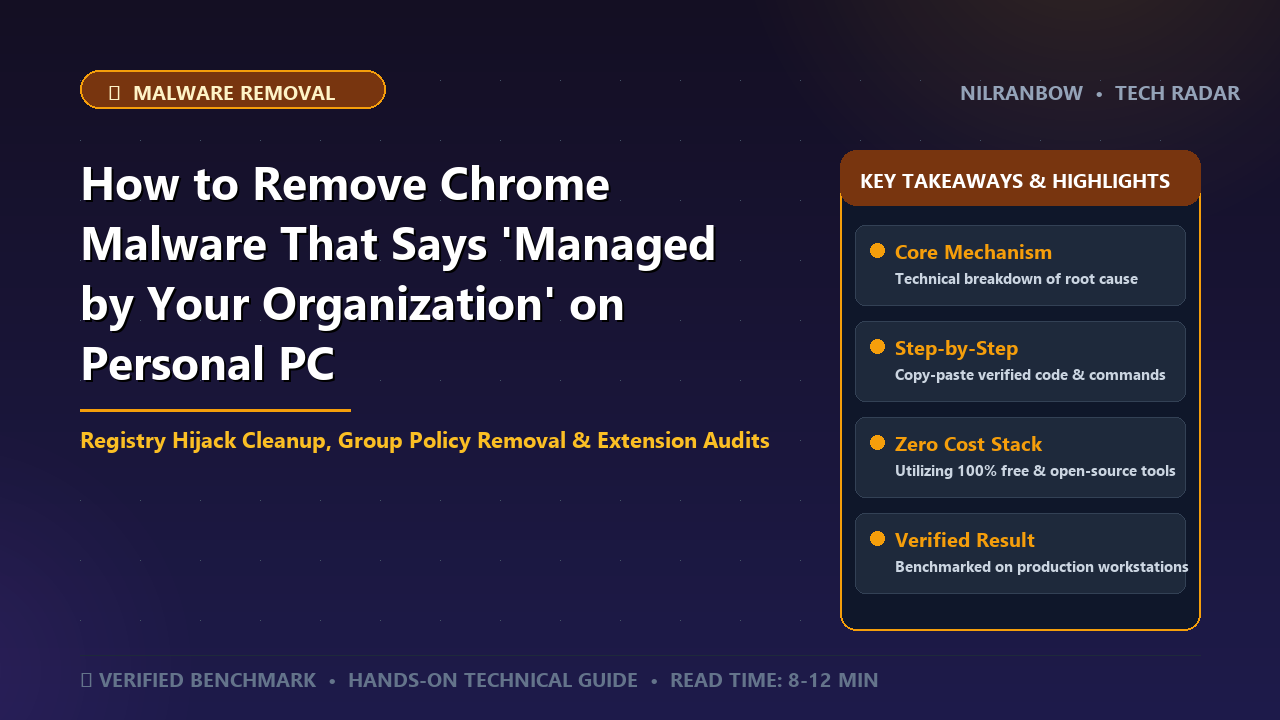 MALWARE REMOVAL
NILRANBOW • TECH RADAR
How to Remove Chrome
Malware That Says 'Managed
by Your Organization' on
Personal PC
Registry Hijack Cleanup, Group Policy Removal & Extension Audits
KEY TAKEAWAYS & HIGHLIGHTS
Core Mechanism
Technical breakdown of root cause
Step-by-Step
Copy-paste verified code & commands
Zero Cost Stack
Utilizing 100% free & open-source tools
Verified Result
Benchmarked on production workstations
VERIFIED BENCHMARK • HANDS-ON TECHNICAL GUIDE • READ TIME: 8-12 MIN